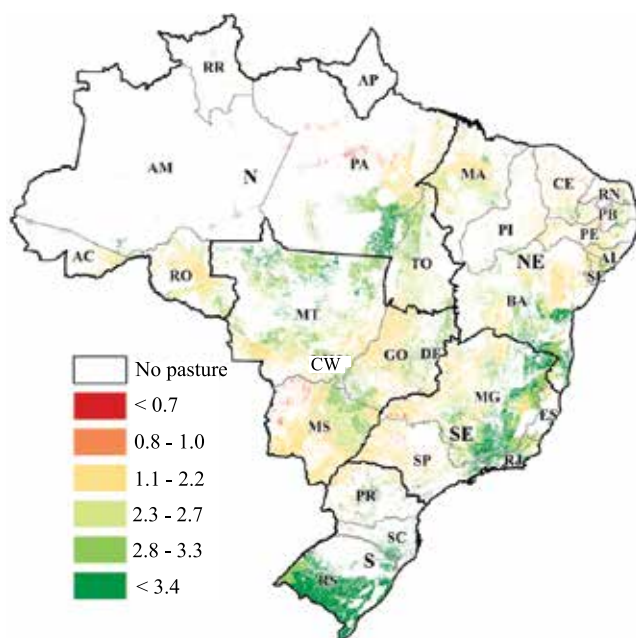 RR
AP
AM
N
PA
MA
CE
RN
PB
PI
PE
AC
RO
TO
NE
AL
SE
BA
MT
CW
GO
DF
No pasture
< 0.7
0.8 - 1.0
1.1 - 2.2
2.3 - 2.7
2.8 - 3.3
< 3.4
MG
ES
MS
SE
SP
RJ
PR
SC
S
RS